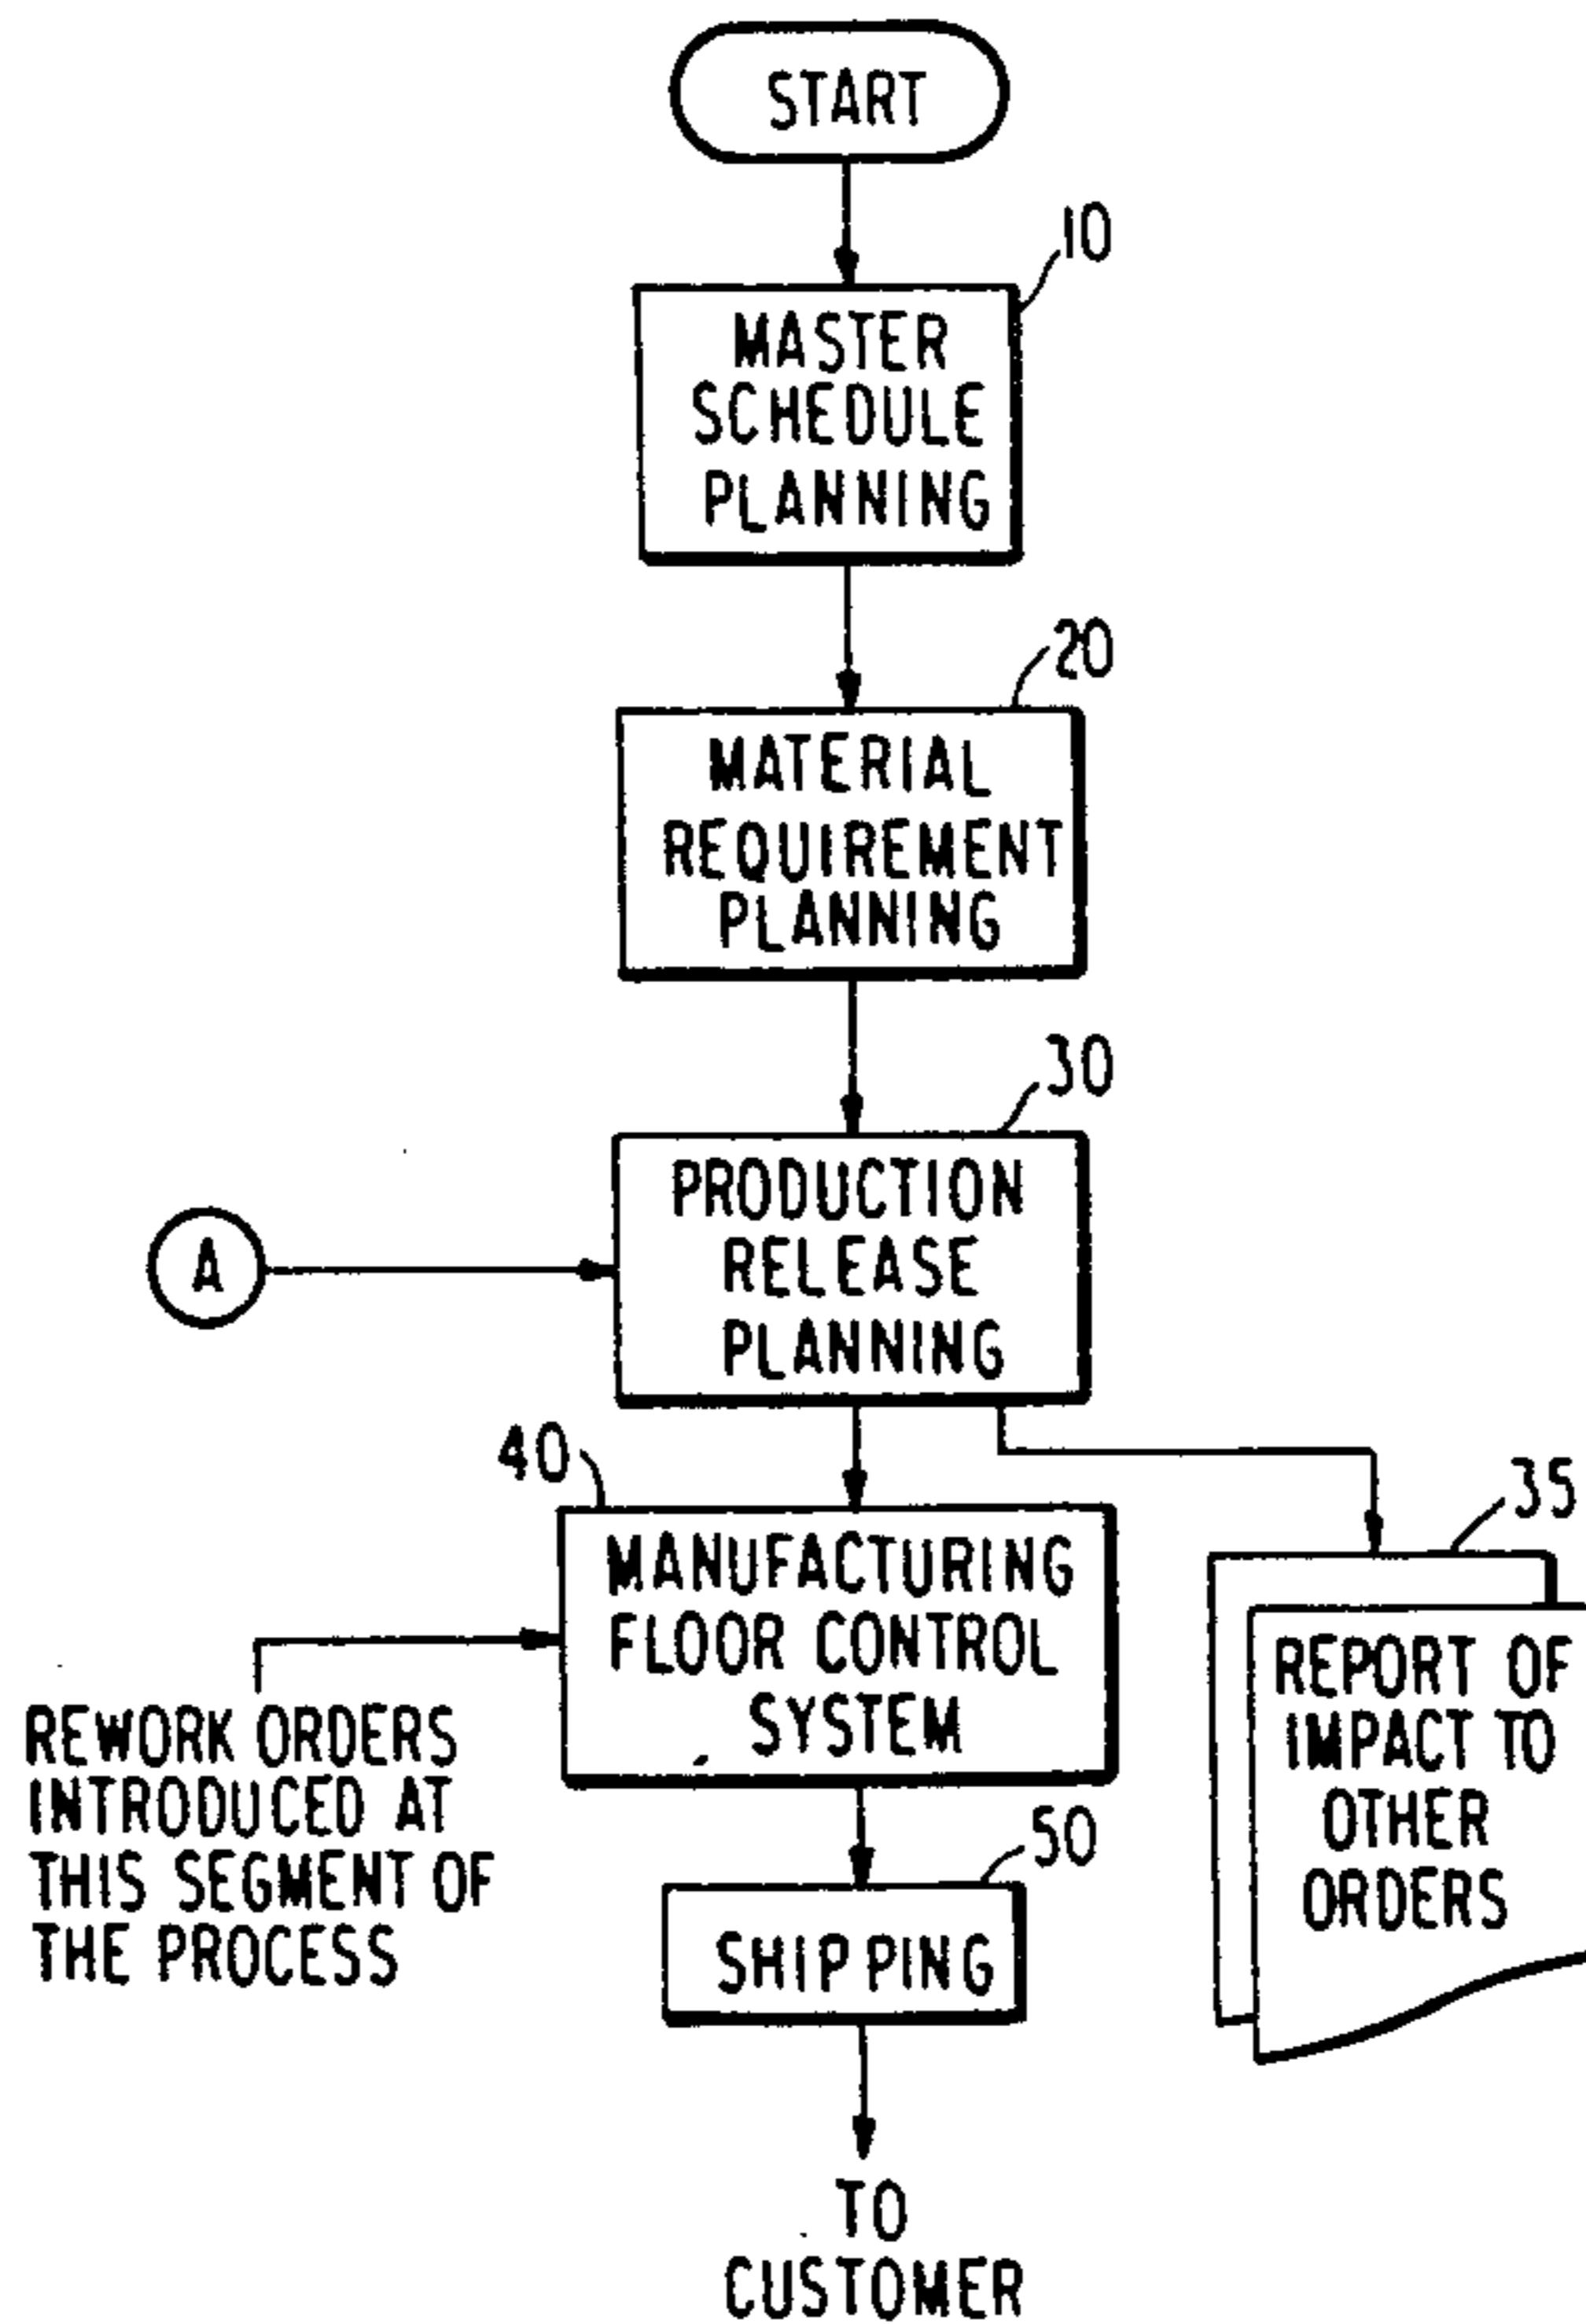 START
10
MASTER
SCHEDULE
PLANNING
20
MATERIAL
REQUIREMENT
PLANNING
30
PRODUCTION
RELEASE
PLANNING
A
40
MANUFACTURING
FLOOR CONTROL
SYSTEM
35
REPORT OF
IMPACT TO
OTHER
ORDERS
REWORK ORDERS
INTRODUCED AT
THIS SEGMENT OF
THE PROCESS
50
SHIPPING
TO
CUSTOMER